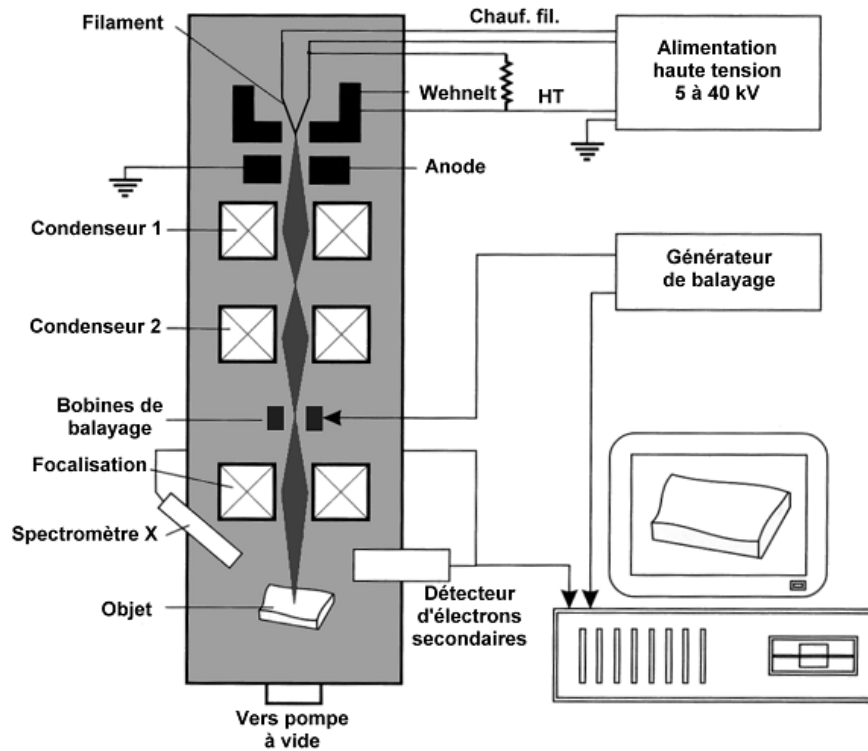 Filament
Chauf. fil.
Alimentation
haute tension
5 à 40 kV
Wehnelt
HT
Anode
Condenseur 1
Générateur
de balayage
Condenseur 2
Bobines de
balayage
Focalisation
Spectromètre X
Objet
Détecteur
d'électrons
secondaires
Vers pompe
à vide